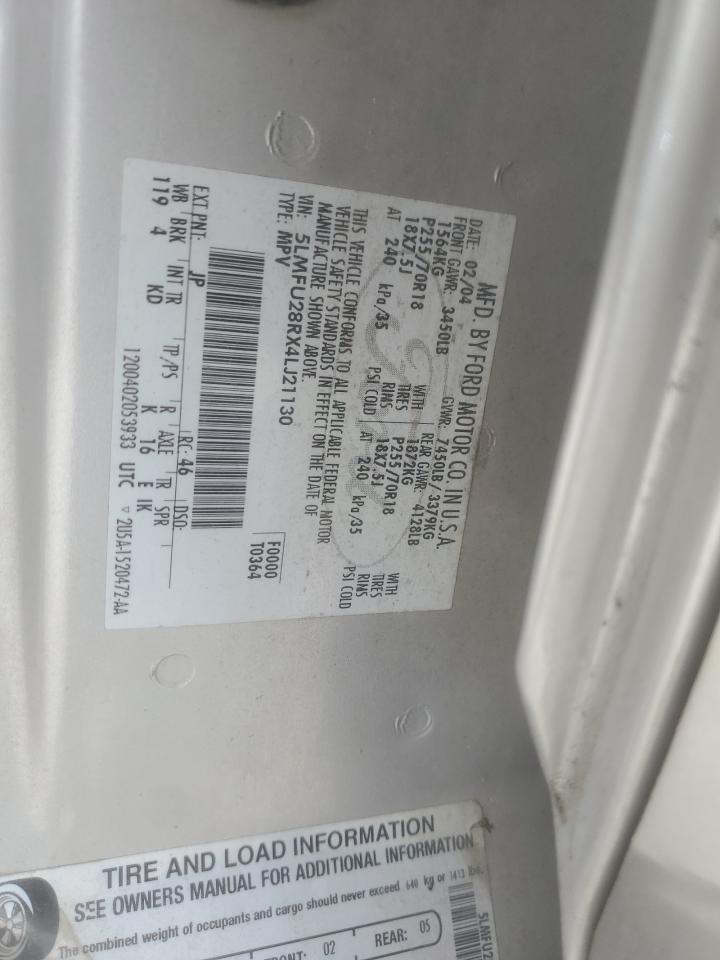 MFD. BY FORD MOTOR CO. IN U.S.A.
DATE: 02/04 GVWR: 7450LB / 3379KG
FRONT GAWR: 3450LB REAR GAWR: 4128LB
1564KG WITH 1872KG WITH
P255/70R18 TIRES P255/70R18 TIRES
18X7.5J RIMS 18X7.5J RIMS
AT 240 kPa/35 PSI COLD AT 240 kPa/35 PSI COLD
THIS VEHICLE CONFORMS TO ALL APPLICABLE FEDERAL MOTOR
VEHICLE SAFETY STANDARDS IN EFFECT ON THE DATE OF
MANUFACTURE SHOWN ABOVE.
VIN: 5LMFU28RX4LJ21130
TYPE: MPV
F0000
T0364
EXT PNT: JP RC: 46 DSO:
WB BRK INT TR TP/PS R AXLE TR SPR
119 4 KD K 16 E IK
1200402053933 UTC ▽ 2U5A-1520472-AA
TIRE AND LOAD INFORMATION
SEE OWNERS MANUAL FOR ADDITIONAL INFORMATION
The combined weight of occupants and cargo should never exceed 640 kg or 1413 lbs.
02 REAR: 05
5LMFU2